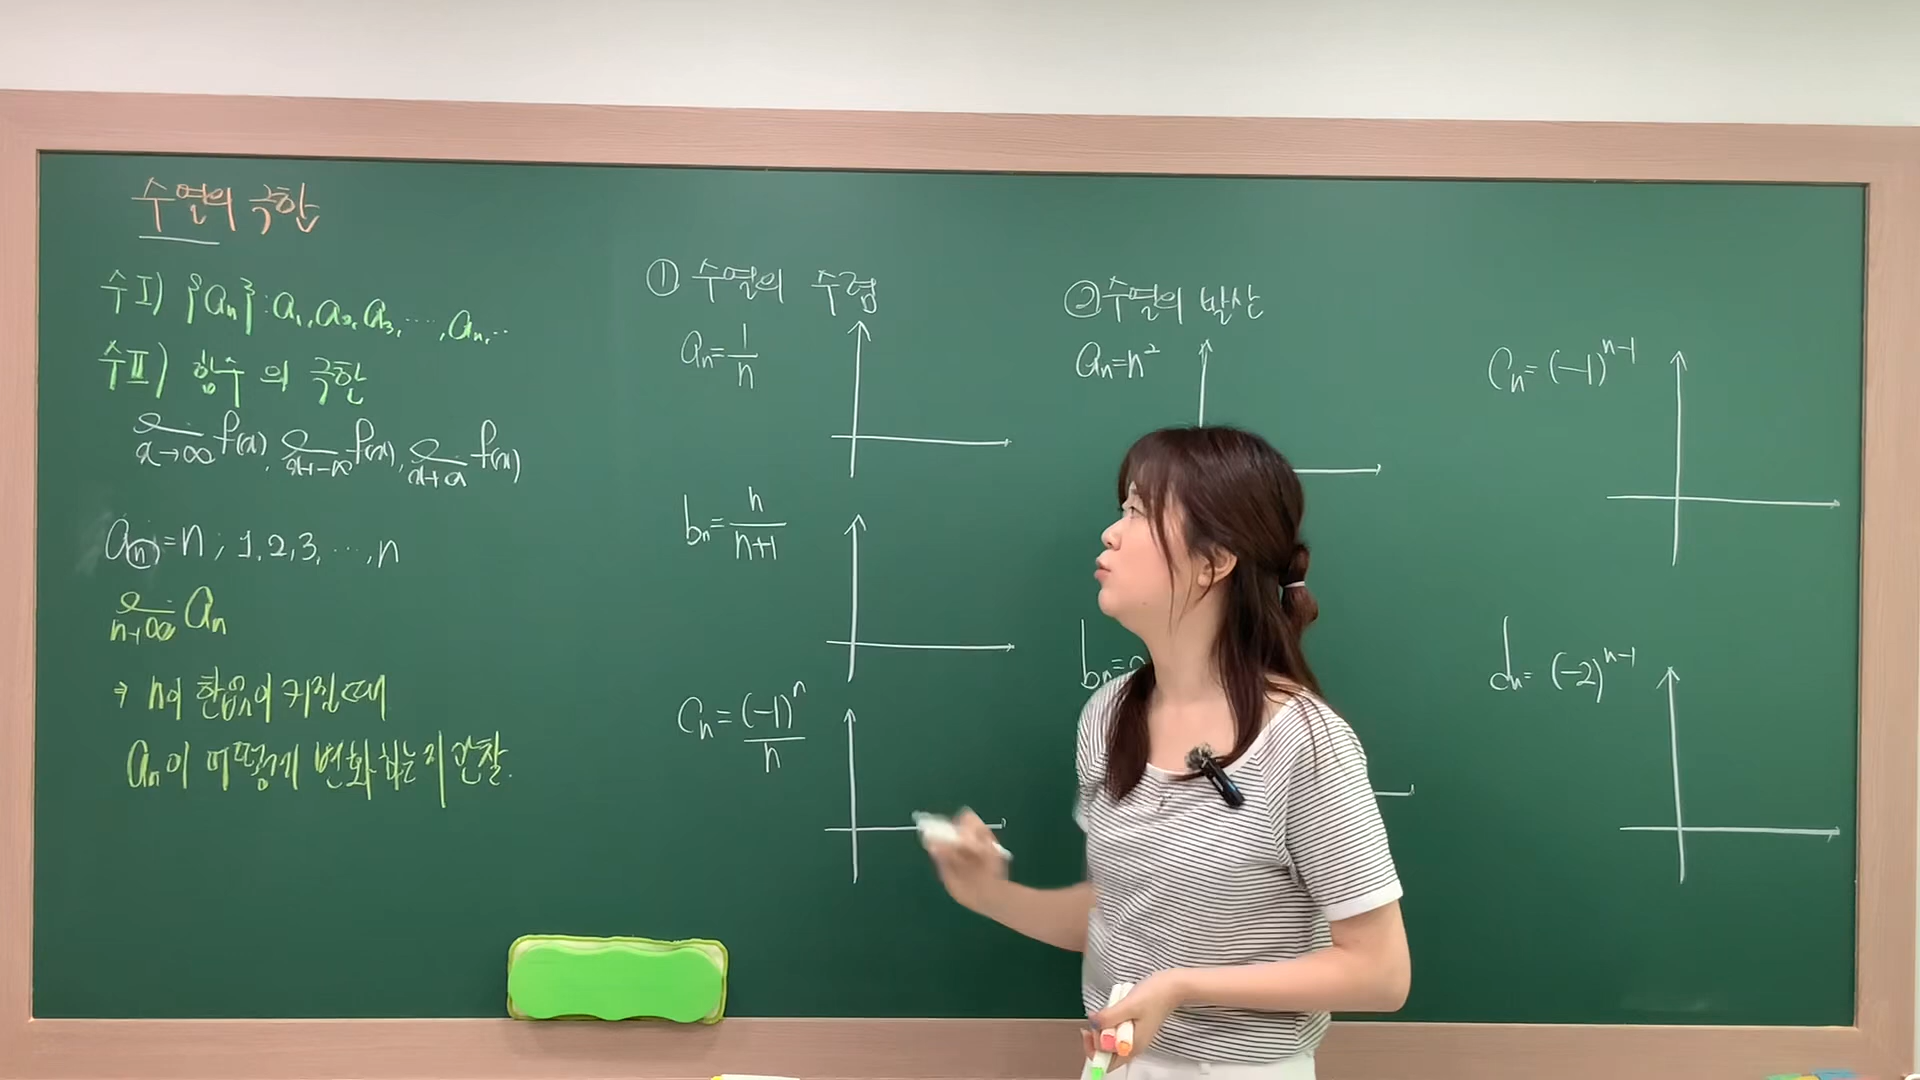 수열의 극한
수Ⅰ) {aₙ} : a₁, a₂, a₃, ⋯, aₙ, ⋯
수Ⅱ) 함수의 극한
lim x→∞ f(x), lim x→-∞ f(x), lim x→a f(x)
aₙ = n ; 1, 2, 3, ⋯, n
lim n→∞ aₙ
⇒ n이 한없이 커질 때
aₙ이 어떻게 변화하는지 관찰.
① 수열의 수렴
aₙ = 1/n
bₙ = n/(n+1)
cₙ = (-1)ⁿ/n
② 수열의 발산
aₙ = n²
bₙ =
cₙ = (-1)ⁿ⁻¹
dₙ = (-2)ⁿ⁻¹